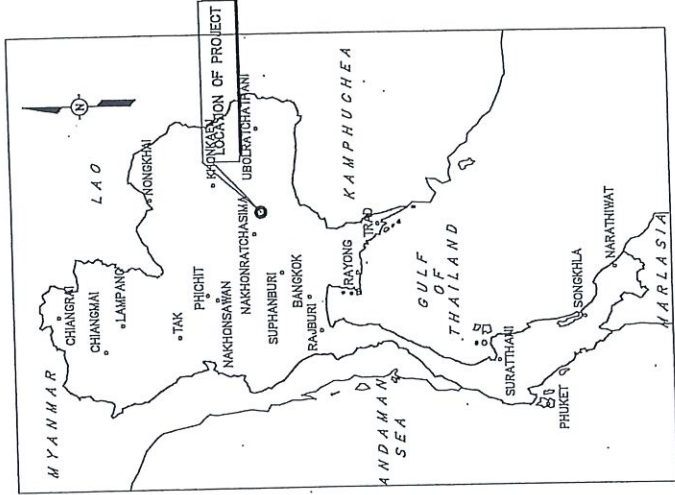 LOCATION OF PROJECT
N
MYANMAR
LAO
CHIANGRAI
CHIANGMAI
LAMPANG
NONGKHAI
TAK
PHICHIT
KHONKAEN
NAKHONSAWAN
NAKHONRATCHASIMA
UBOLRATCHATHANI
SUPHANBURI
BANGKOK
RAJBURI
KAMPHUCHEA
RAYONG
TRAD
ANDAMAN
SEA
GULF
OF
THAILAND
SURATTHANI
PHUKET
SONGKHLA
NARATHIWAT
MARLASIA